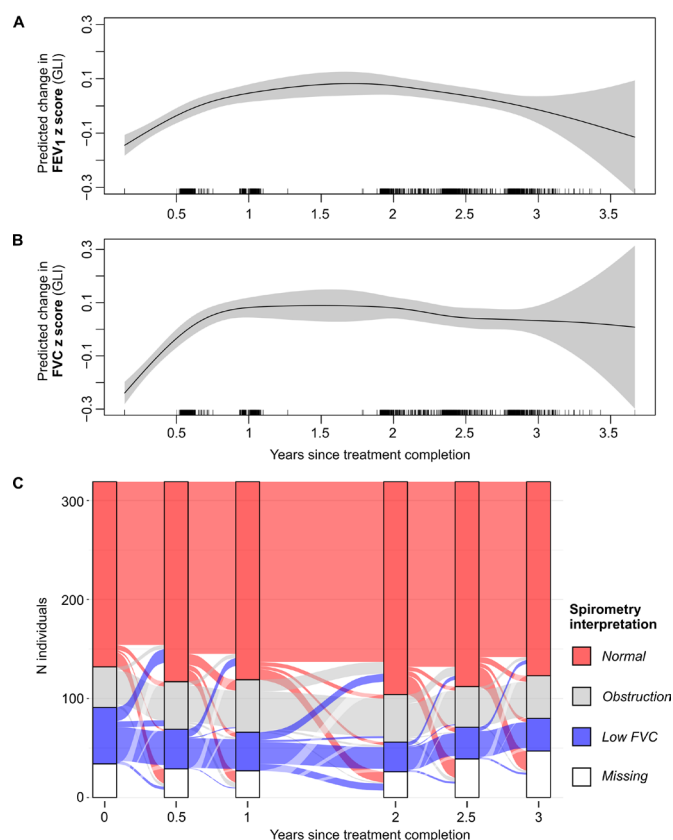 A
Predicted change in
FEV1 z score (GLI)
0.3
0.1
−0.1
−0.3
0.5 1 1.5 2 2.5 3 3.5
B
Predicted change in
FVC z score (GLI)
0.3
0.1
−0.1
−0.3
0.5 1 1.5 2 2.5 3 3.5
Years since treatment completion
C
N individuals
300
200
100
0
0 0.5 1 2 2.5 3
Years since treatment completion
Spirometry
interpretation
Normal
Obstruction
Low FVC
Missing